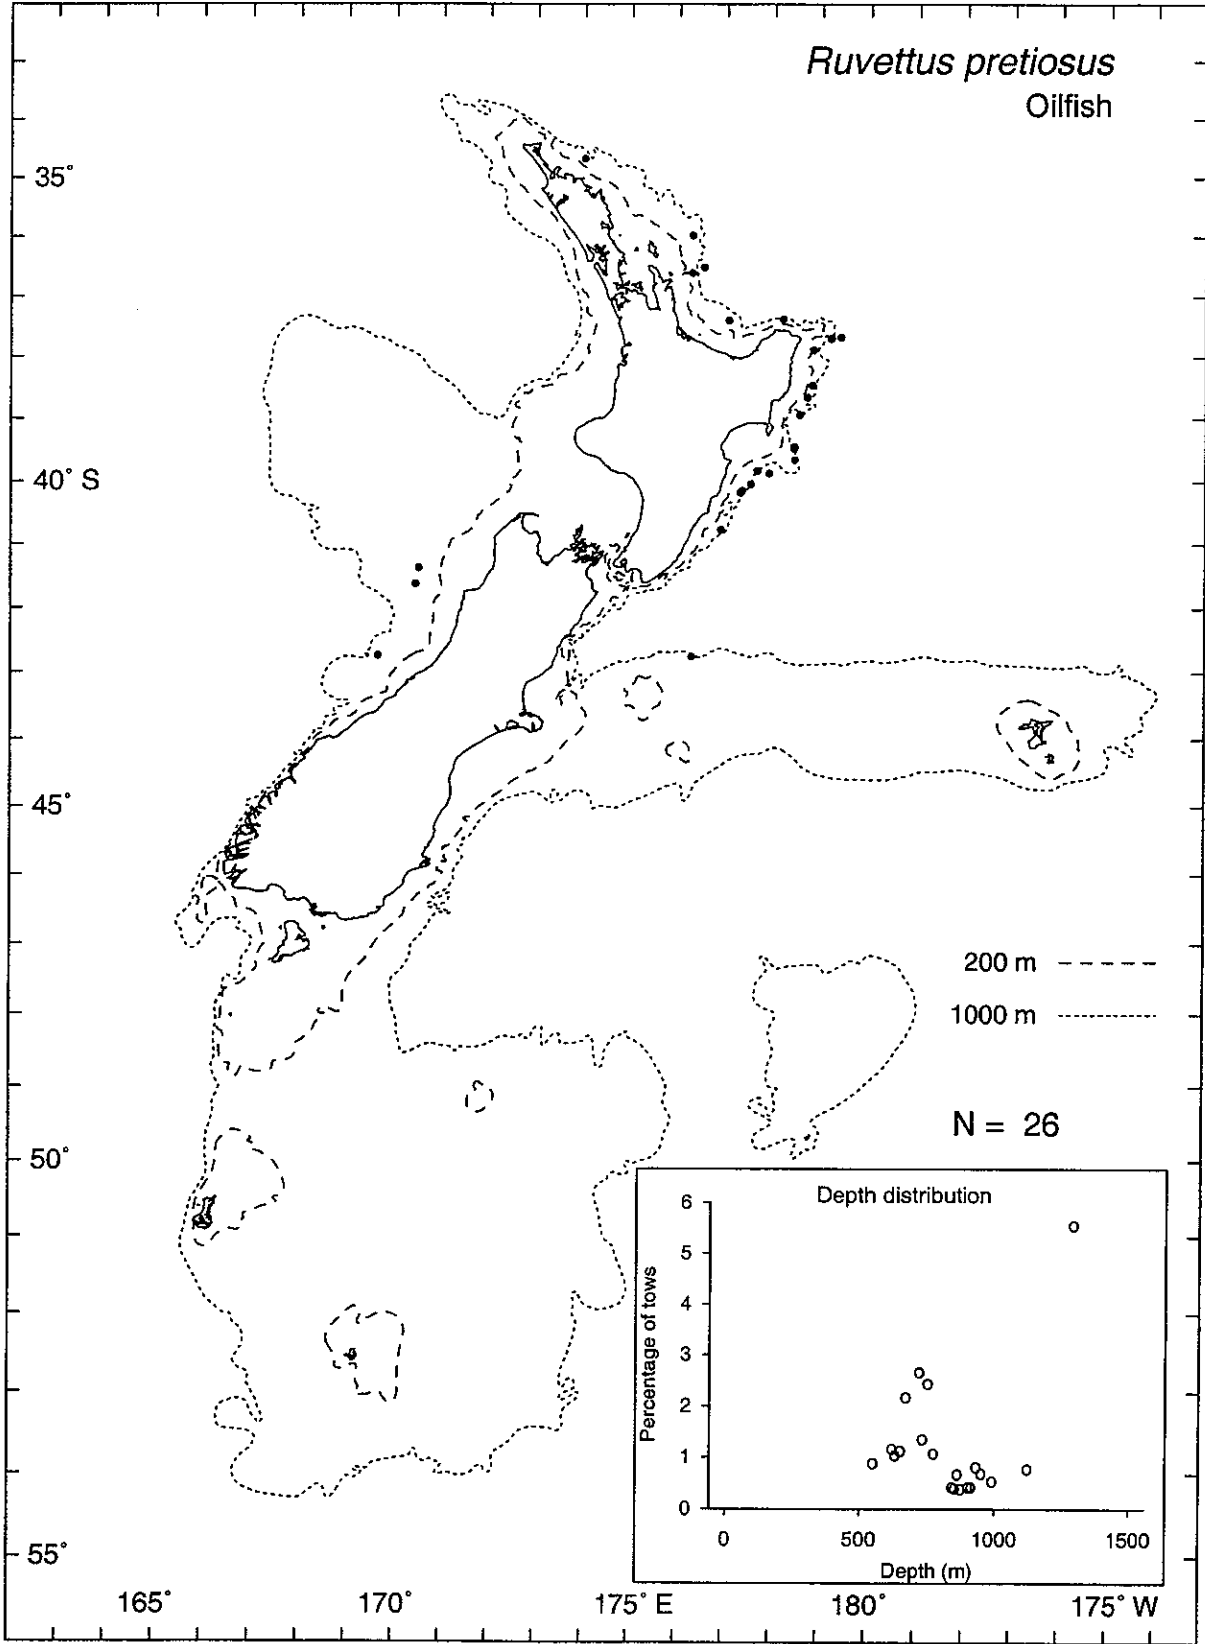 Ruvettus pretiosus
Oilfish
35°
40° S
45°
50°
55°
200 m
1000 m
N = 26
Depth distribution
Percentage of tows
6
5
4
3
2
1
0
0 500 1000 1500
Depth (m)
165° 170° 175° E 180° 175° W